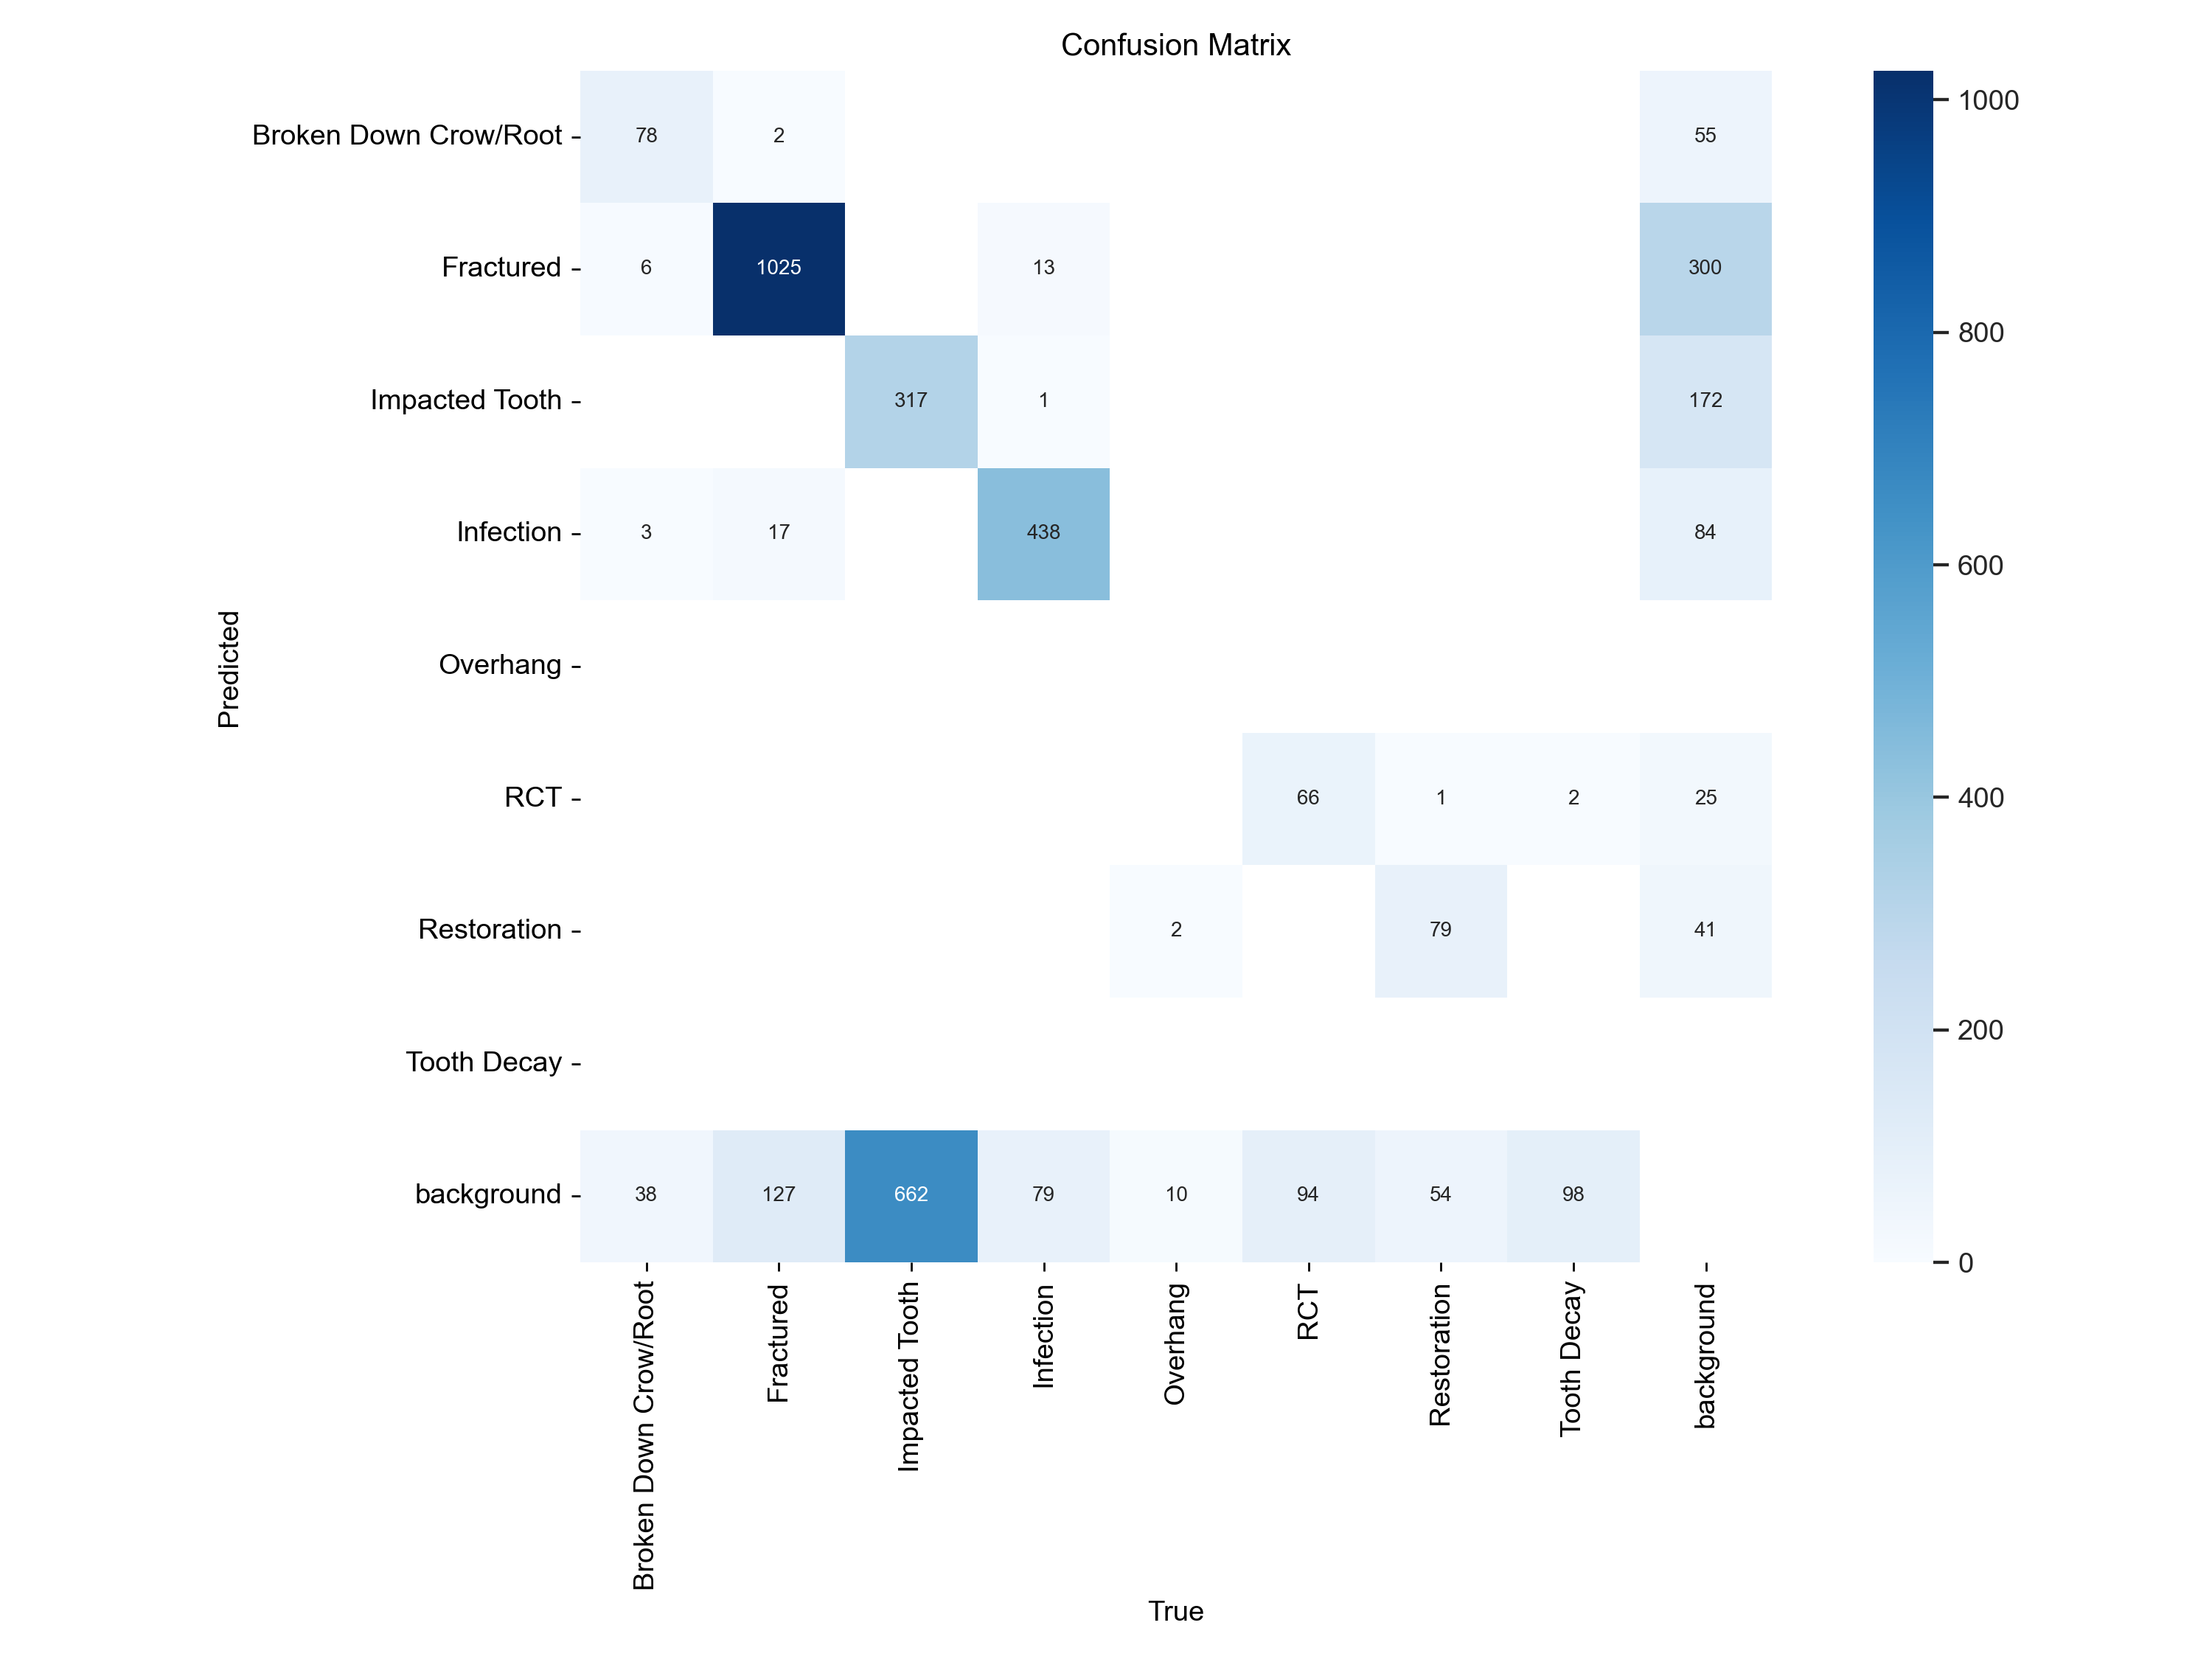 Confusion Matrix
Broken Down Crow/Root 78 2 55
Fractured 6 1025 13 300
Impacted Tooth 317 1 172
Infection 3 17 438 84
Overhang
RCT 66 1 2 25
Restoration 2 79 41
Tooth Decay
background 38 127 662 79 10 94 54 98
Predicted
Broken Down Crow/Root
Fractured
Impacted Tooth
Infection
Overhang
RCT
Restoration
Tooth Decay
background
True
1000
800
600
400
200
0